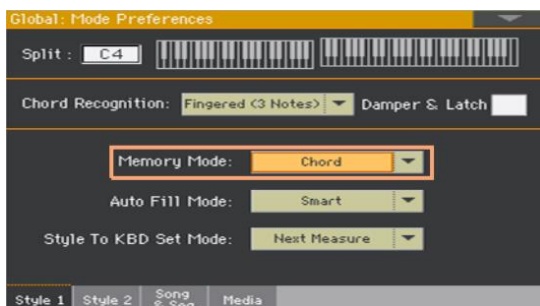 Global: Mode Preferences
Split : C4
Chord Recognition: Fingered (3 Notes) Damper & Latch
Memory Mode: Chord
Auto Fill Mode: Smart
Style To KBD Set Mode: Next Measure
Style 1 Style 2 Song & Seq Media